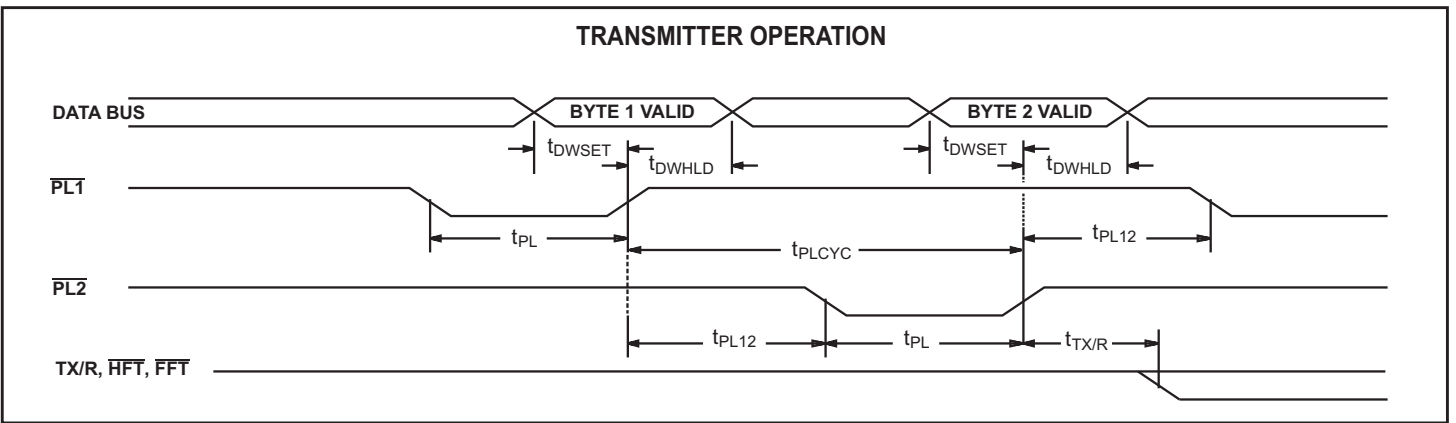 TRANSMITTER OPERATION
DATA BUS
BYTE 1 VALID
BYTE 2 VALID
tDWSET
tDWHLD
tDWSET
tDWHLD
PL1
tPL
tPL12
tPLCYC
PL2
tPL12
tPL
tTX/R
TX/R, HFT, FFT